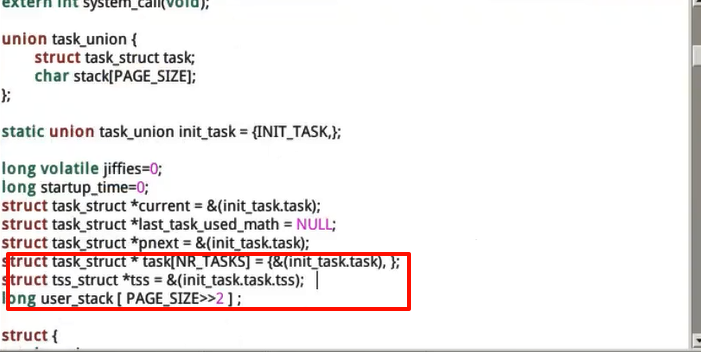 extern int system_call(void);
union task_union {
struct task_struct task;
char stack[PAGE_SIZE];
};
static union task_union init_task = {INIT_TASK,};
long volatile jiffies=0;
long startup_time=0;
struct task_struct *current = &(init_task.task);
struct task_struct *last_task_used_math = NULL;
struct task_struct *pnext = &(init_task.task);
struct task_struct * task[NR_TASKS] = {&(init_task.task), };
struct tss_struct *tss = &(init_task.task.tss);
long user_stack [ PAGE_SIZE>>2 ] ;
struct {